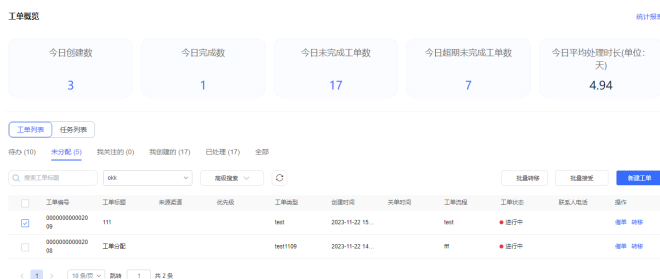 工单概览
统计报表
今日创建数
今日完成数
今日未完成工单数
今日超期未完成工单数
今日平均处理时长(单位:
天)
3
1
17
7
4.94
工单列表 任务列表
待办 (10) 未分配 (5) 我关注的 (0) 我创建的 (17) 已处理 (17) 全部
搜索工单标题 okk 高级搜索 批量转移 批量接受 新建工单
工单编号 工单标题 来源渠道 优先级 工单类型 创建时间 关单时间 工单流程 工单状态 联系人电话 操作
0000000000020
09
111 test 2023-11-22 15... test 进行中 催单 转移
0000000000020
08
工单分配 test1109 2023-11-22 14... fff 进行中 催单 转移
1 10 条/页 跳转 1 共 2 条